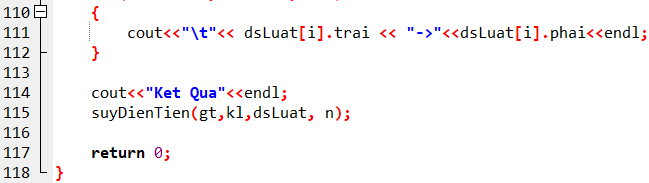 110 {
111 cout<<"\t"<< dsLuat[i].trai << "->"<<dsLuat[i].phai<<endl;
112 }
113
114 cout<<"Ket Qua"<<endl;
115 suyDienTien(gt,kl,dsLuat, n);
116
117 return 0;
118 }